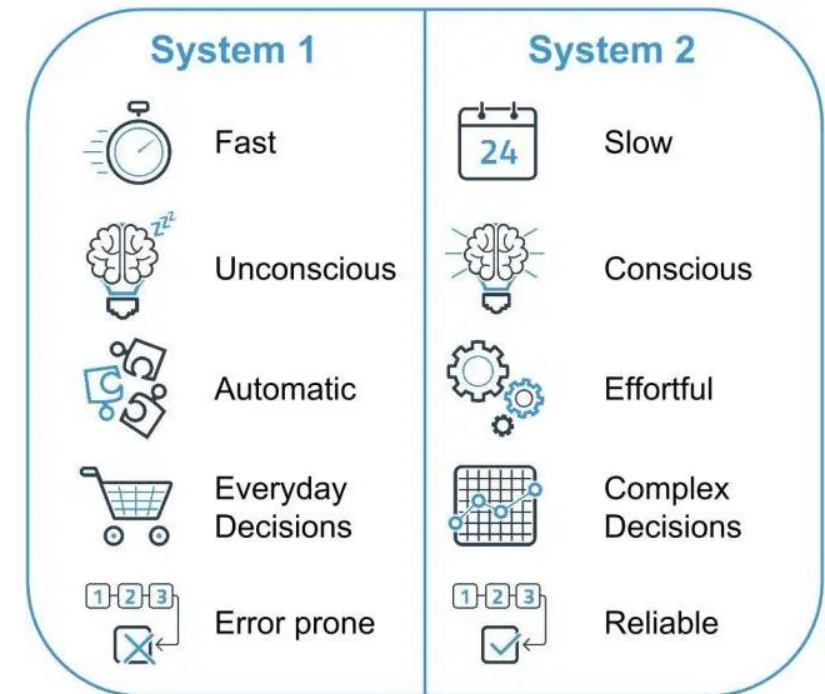 System 1
Fast
zzz
Unconscious
Automatic
Everyday
Decisions
1 2 3
Error prone
System 2
24
Slow
Conscious
Effortful
Complex
Decisions
1 2 3
Reliable